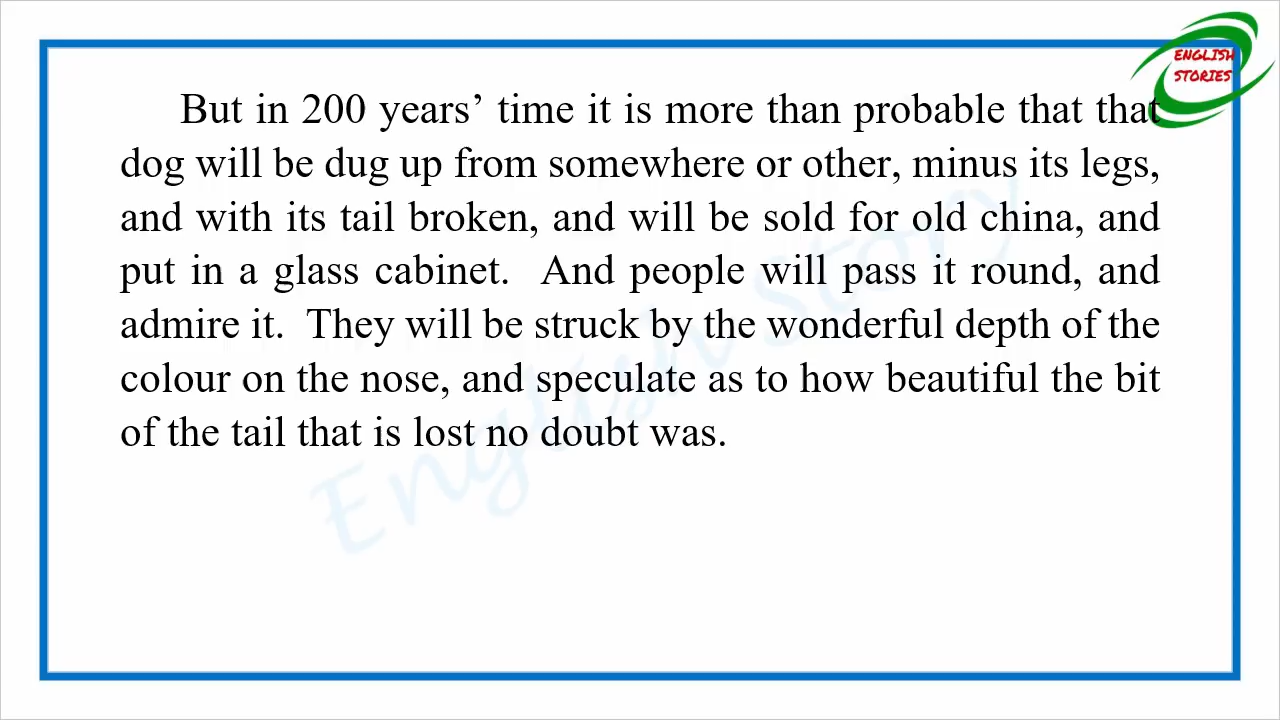 ENGLISH
STORIES
But in 200 years’ time it is more than probable that that
dog will be dug up from somewhere or other, minus its legs,
and with its tail broken, and will be sold for old china, and
put in a glass cabinet.  And people will pass it round, and
admire it.  They will be struck by the wonderful depth of the
colour on the nose, and speculate as to how beautiful the bit
of the tail that is lost no doubt was.
English Story